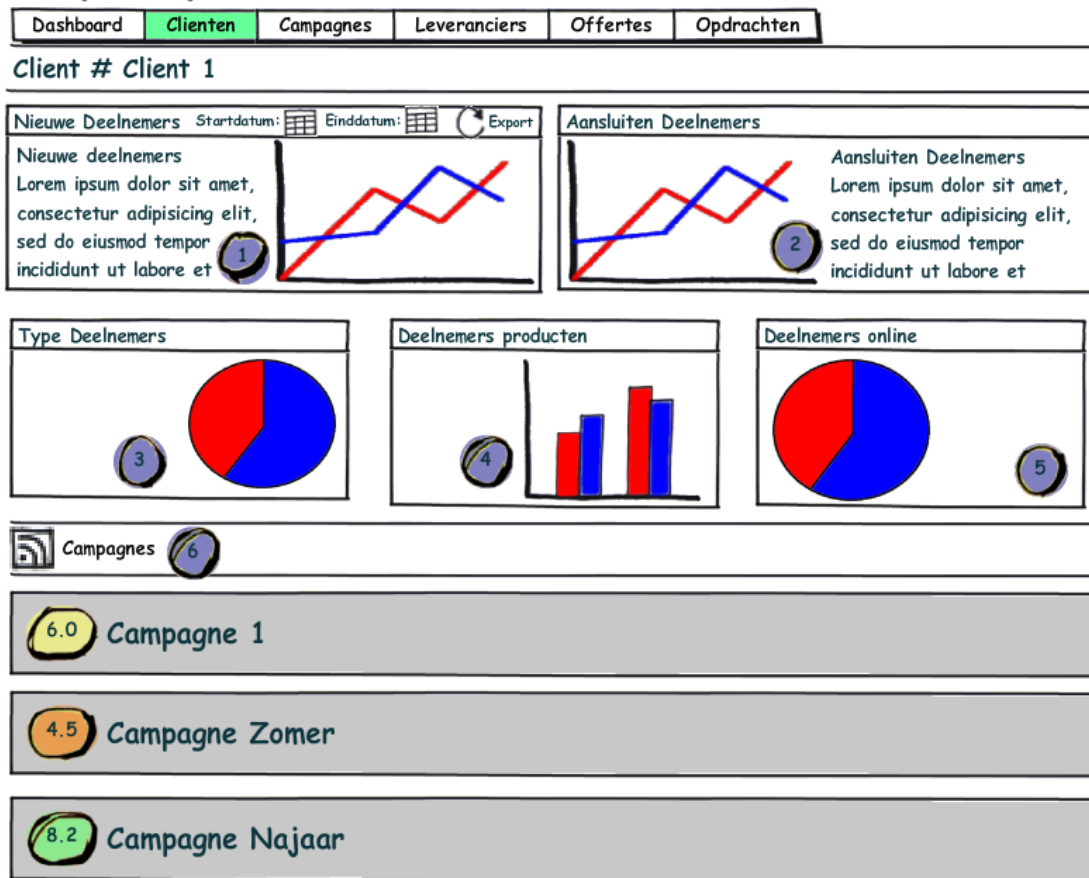 Dashboard Clienten Campagnes Leveranciers Offertes Opdrachten
Client # Client 1
Nieuwe Deelnemers Startdatum: Einddatum: Export
Nieuwe deelnemers
Lorem ipsum dolor sit amet,
consectetur adipisicing elit,
sed do eiusmod tempor
incididunt ut labore et
1
Aansluiten Deelnemers
Aansluiten Deelnemers
Lorem ipsum dolor sit amet,
consectetur adipisicing elit,
sed do eiusmod tempor
incididunt ut labore et
2
Type Deelnemers
3
Deelnemers producten
4
Deelnemers online
5
Campagnes 6
6.0 Campagne 1
4.5 Campagne Zomer
8.2 Campagne Najaar